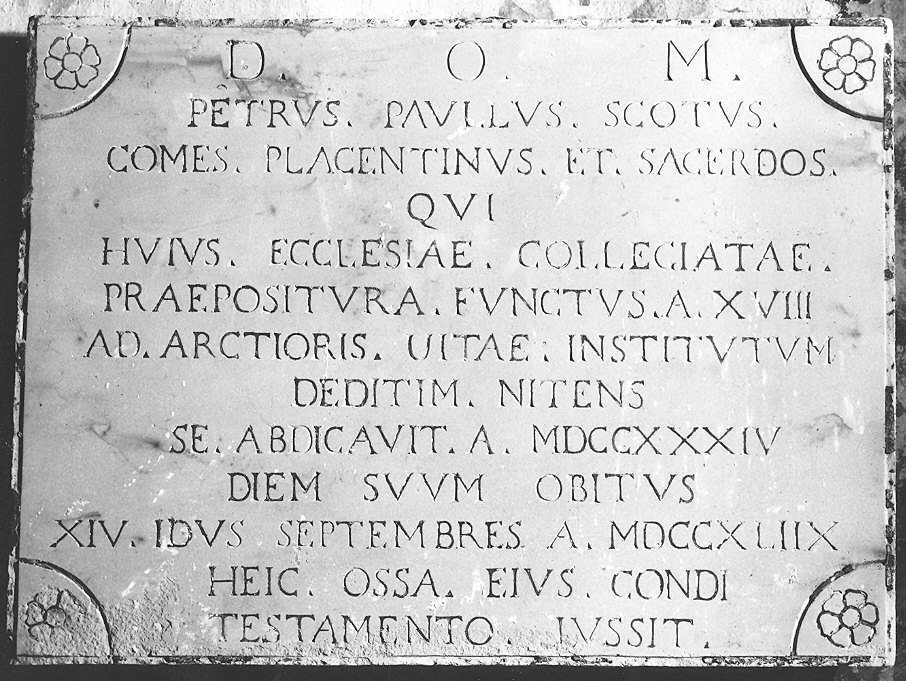 D. O. M.
PETRVS. PAVLLVS. SCOTVS.
COMES. PLACENTINVS. ET. SACERDOS.
QVI
HVIVS. ECCLESIAE. COLLEGIATAE.
PRAEPOSITVRA. FVNCTVS. A. XVIII
AD. ARCTIORIS. UITAE. INSTITVTVM
DEDITIM. NITENS
SE. ABDICAVIT. A. MDCCXXXIV
DIEM SVVM OBITVS
XIV. IDVS SEPTEMBRES A. MDCCXLIIX
HEIC. OSSA. EIVS. CONDI
TESTAMENTO. IVSSIT.